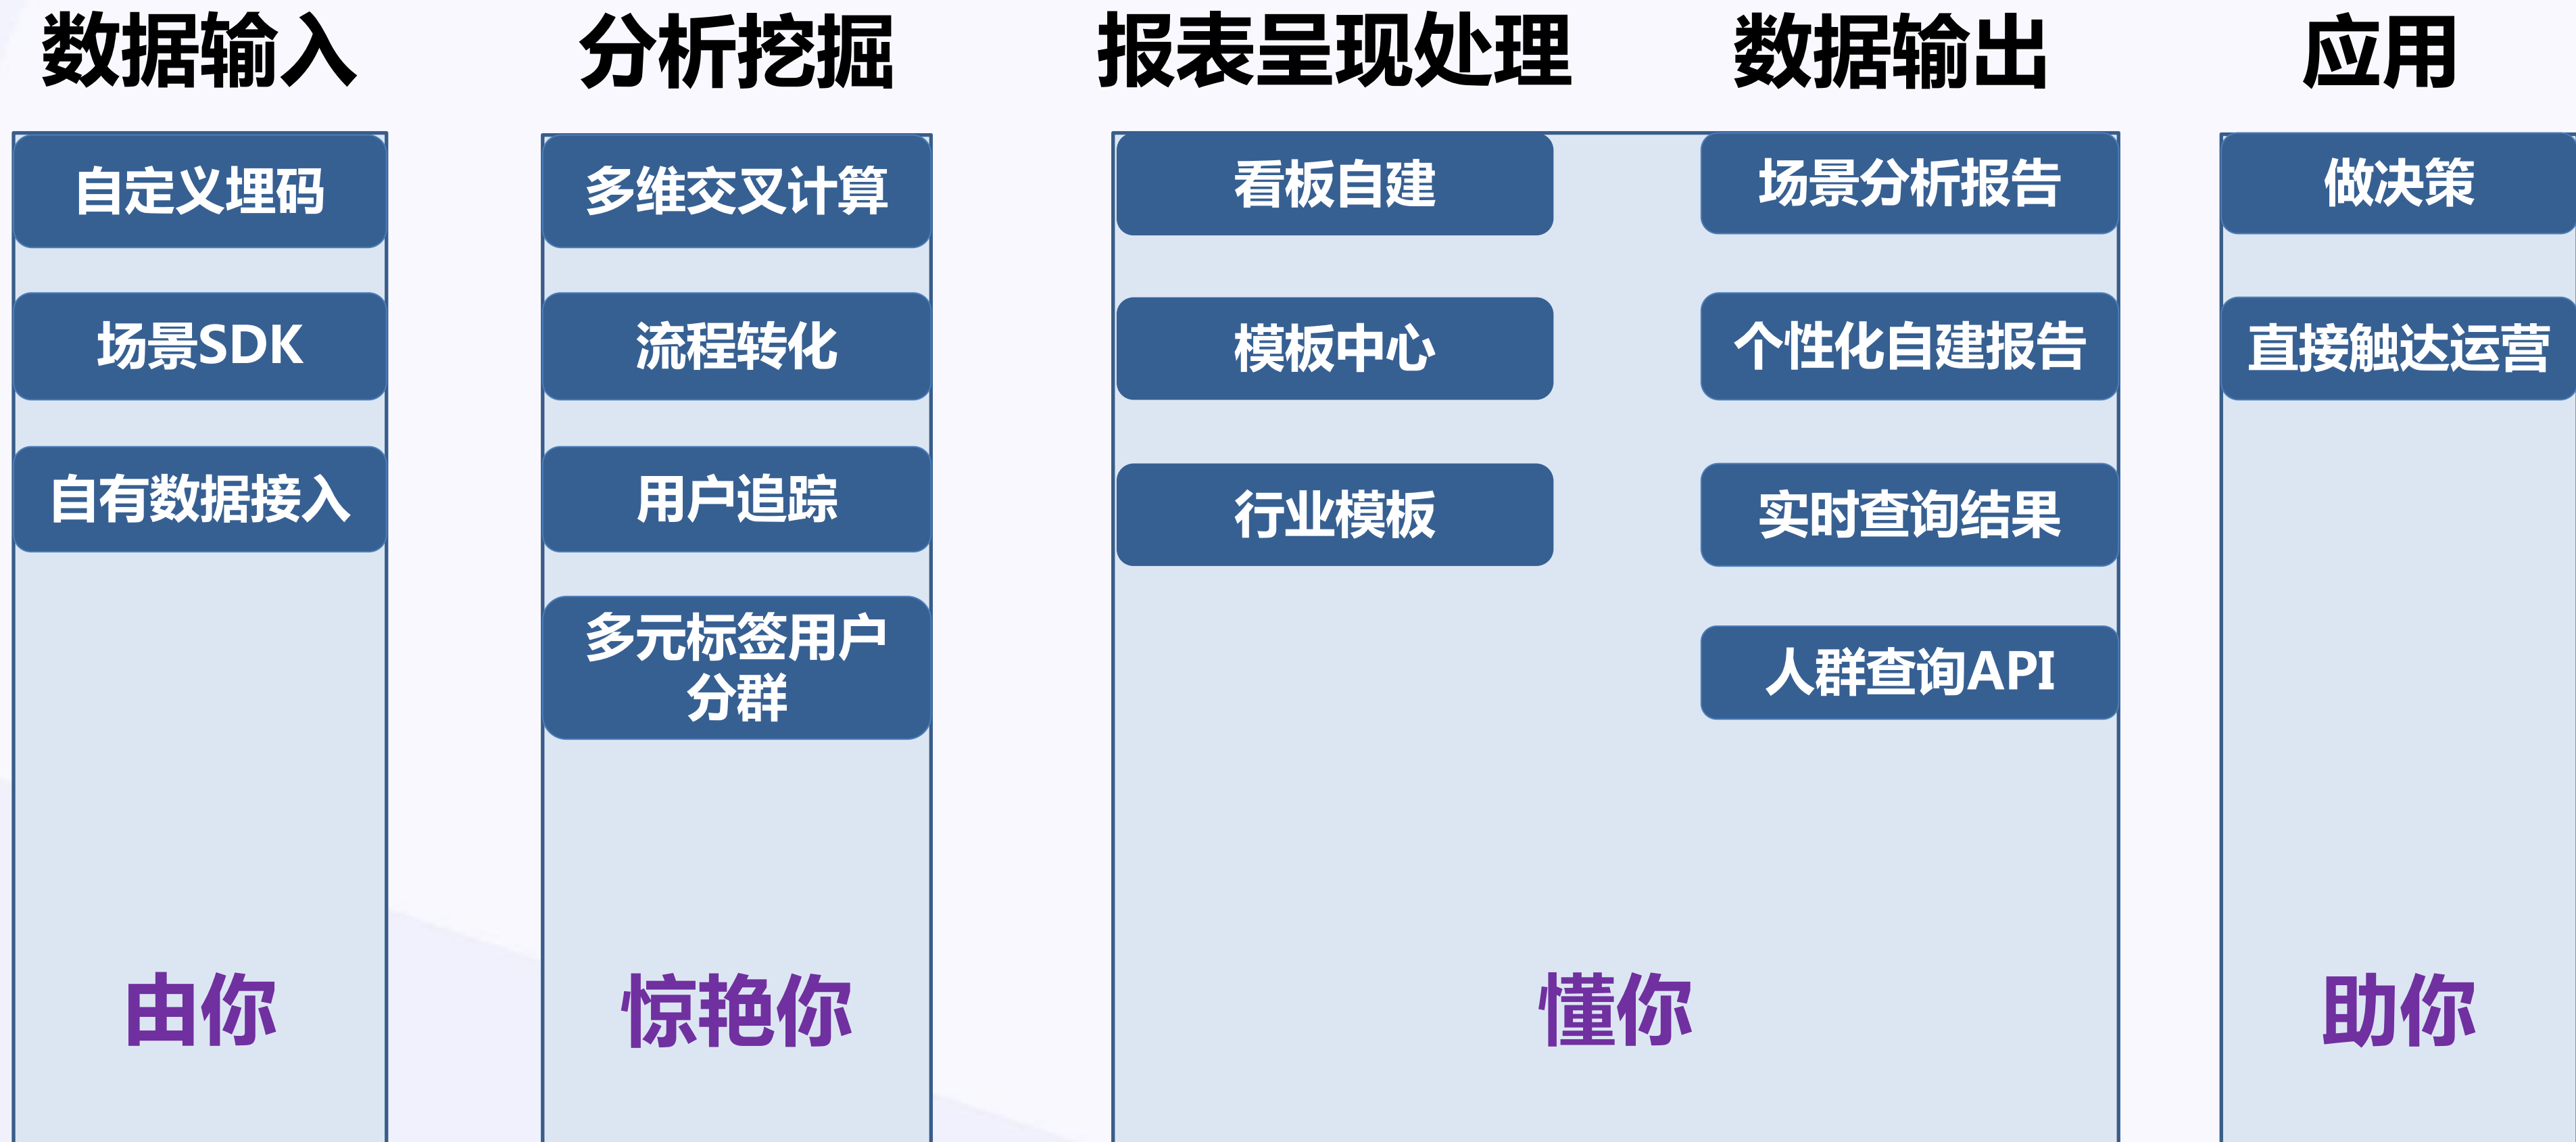 数据输入
自定义埋码
场景SDK
自有数据接入
由你
分析挖掘
多维交叉计算
流程转化
用户追踪
多元标签用户
分群
惊艳你
报表呈现处理
看板自建
模板中心
行业模板
数据输出
场景分析报告
个性化自建报告
实时查询结果
人群查询API
懂你
应用
做决策
直接触达运营
助你